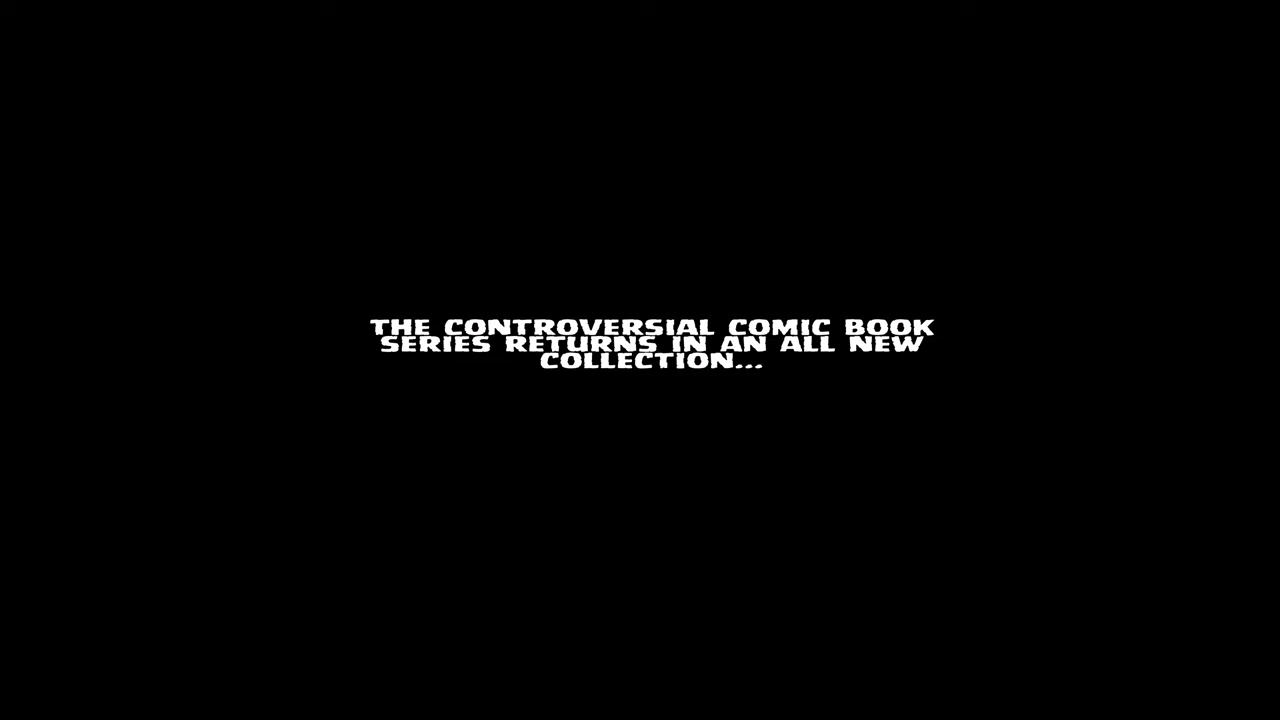 THE CONTROVERSIAL COMIC BOOK
SERIES RETURNS IN AN ALL NEW
COLLECTION...